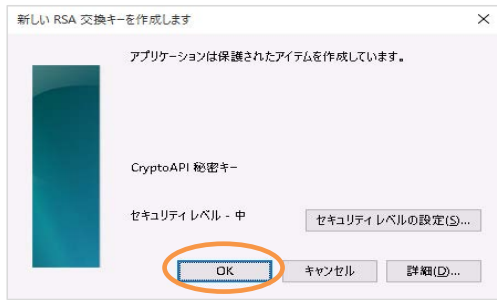 新しい RSA 交換キーを作成します
アプリケーションは保護されたアイテムを作成しています。
CryptoAPI 秘密キー
セキュリティ レベル - 中
セキュリティ レベルの設定(S)...
OK
キャンセル
詳細(D)...